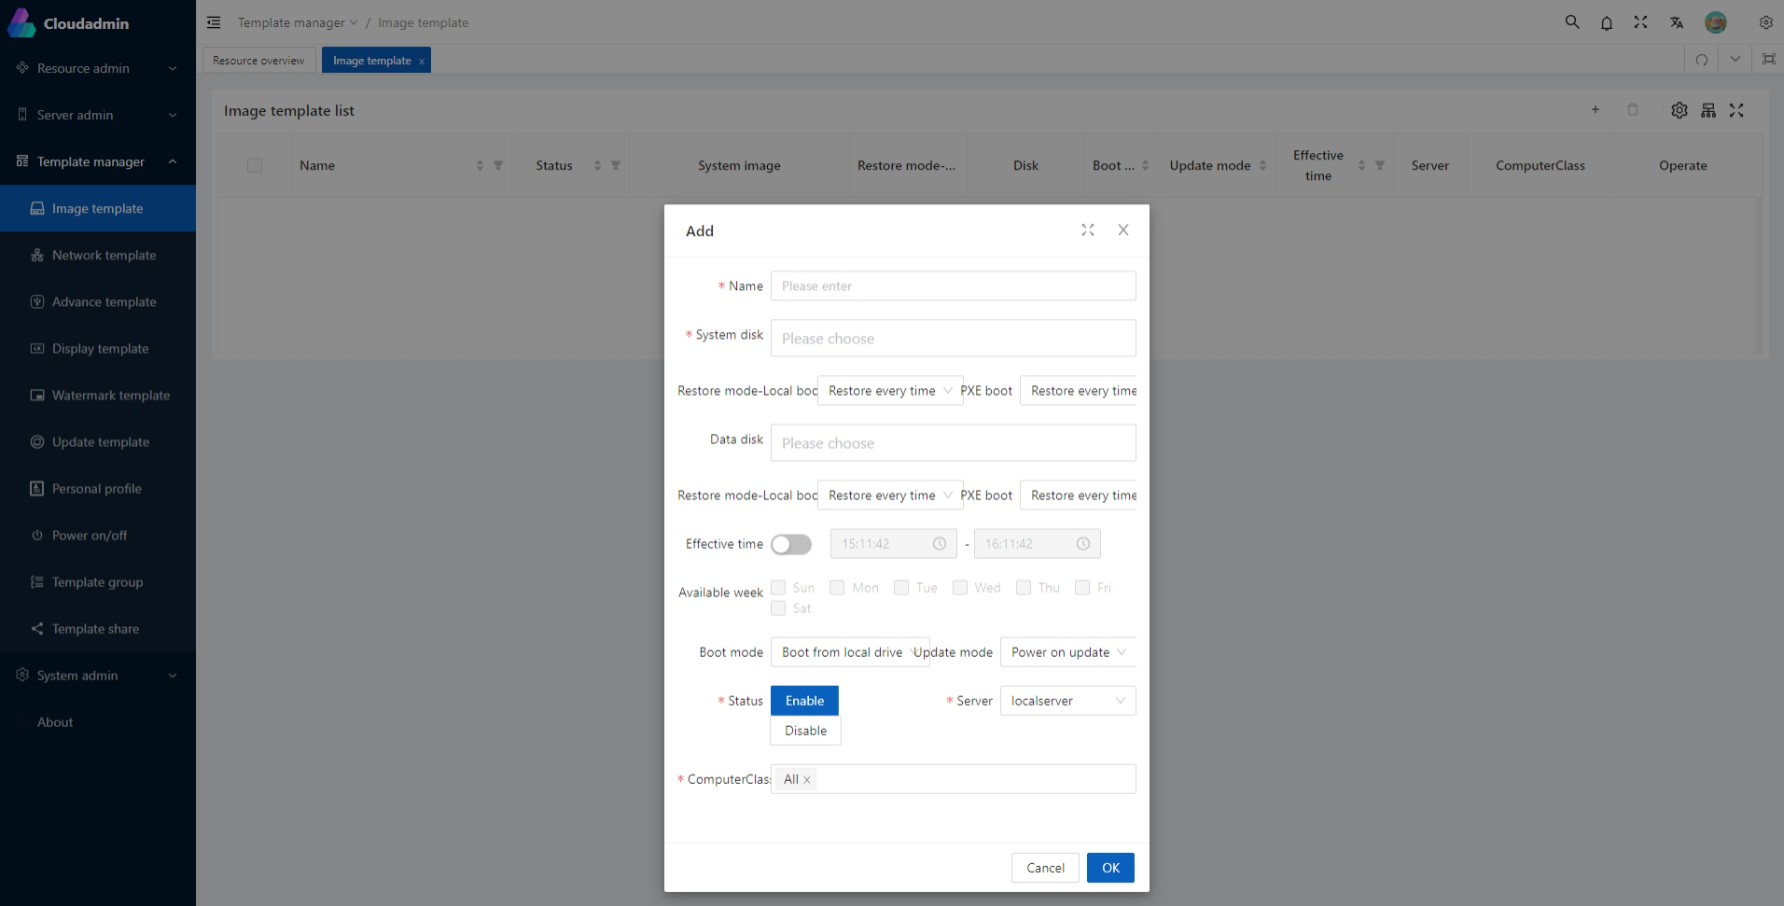 Cloudadmin
Template manager / Image template
Resource overview
Image template ×
Resource admin
Server admin
Template manager
Image template
Network template
Advance template
Display template
Watermark template
Update template
Personal profile
Power on/off
Template group
Template share
System admin
About
Image template list
Name
Status
System image
Restore mode-...
Disk
Boot ...
Update mode
Effective
time
Server
ComputerClass
Operate
Add
* Name
Please enter
* System disk
Please choose
Restore mode-Local boo
Restore every time
PXE boot
Restore every time
Data disk
Please choose
Restore mode-Local boo
Restore every time
PXE boot
Restore every time
Effective time
15:11:42
-
16:11:42
Available week
Sun Mon Tue Wed Thu Fri
Sat
Boot mode
Boot from local drive
Update mode
Power on update
* Status
Enable
Disable
* Server
localserver
* ComputerClas
All ×
Cancel
OK